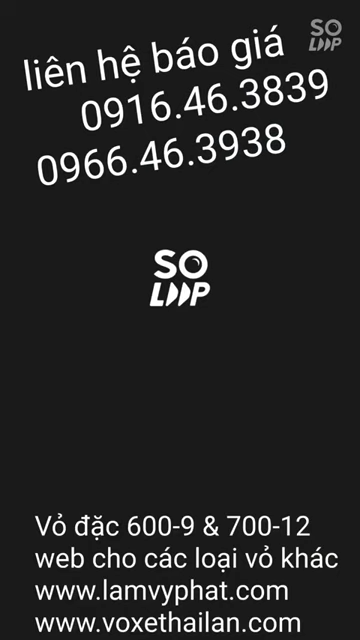 SO
LOOP
liên hệ báo giá
0916.46.3839
0966.46.3938
SO
LOOP
Vỏ đặc 600-9 & 700-12
web cho các loại vỏ khác
www.lamvyphat.com
www.voxethailan.com